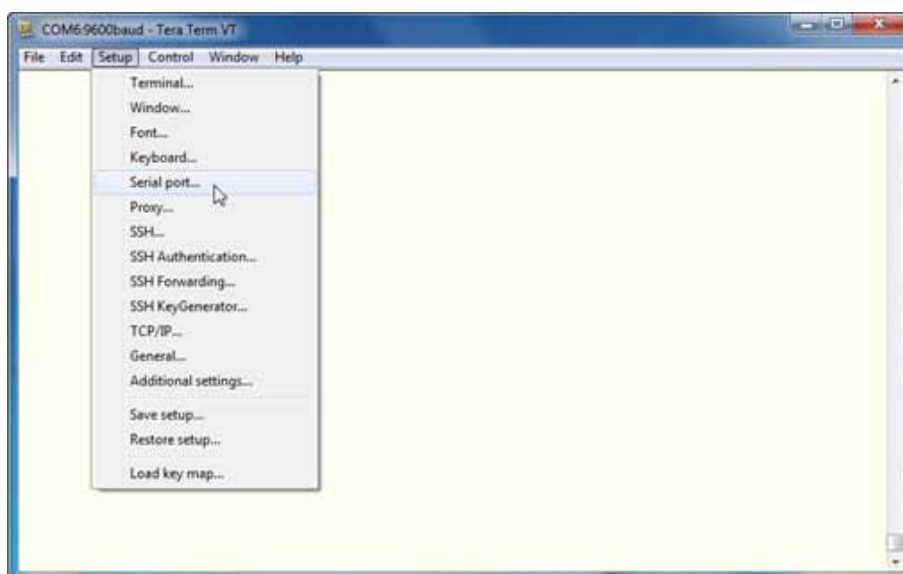 COM6:9600baud - Tera Term VT
File Edit Setup Control Window Help
Terminal...
Window...
Font...
Keyboard...
Serial port...
Proxy...
SSH...
SSH Authentication...
SSH Forwarding...
SSH KeyGenerator...
TCP/IP...
General...
Additional settings...
Save setup...
Restore setup...
Load key map...